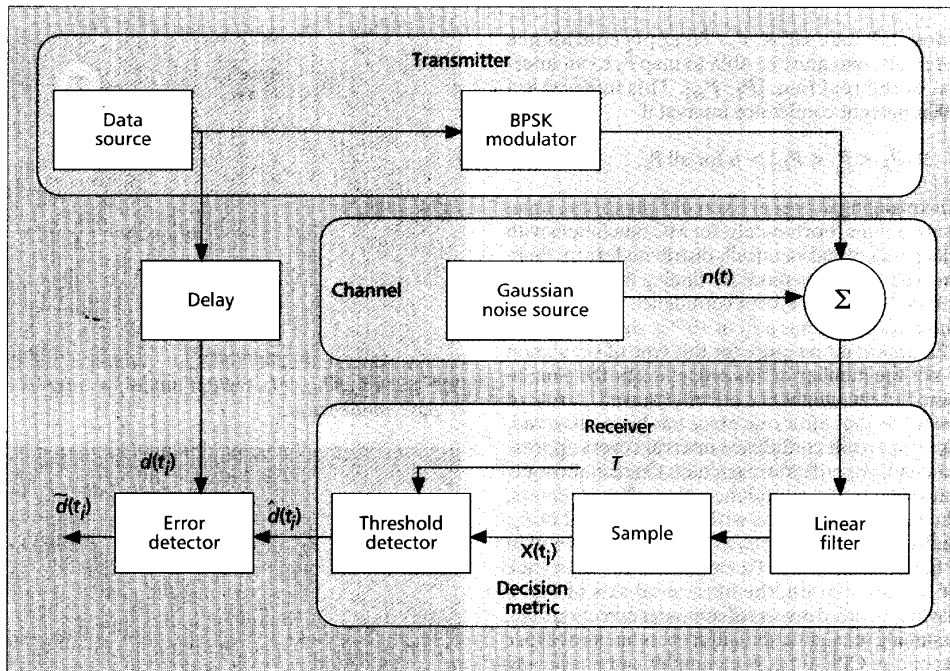 Transmitter
Data
source
BPSK
modulator
Delay
Channel
Gaussian
noise source
n(t)
Σ
Receiver
T
d(tᵢ)
d̃(tᵢ)
Error
detector
d̂(tᵢ)
Threshold
detector
X(tᵢ)
Decision
metric
Sample
Linear
filter